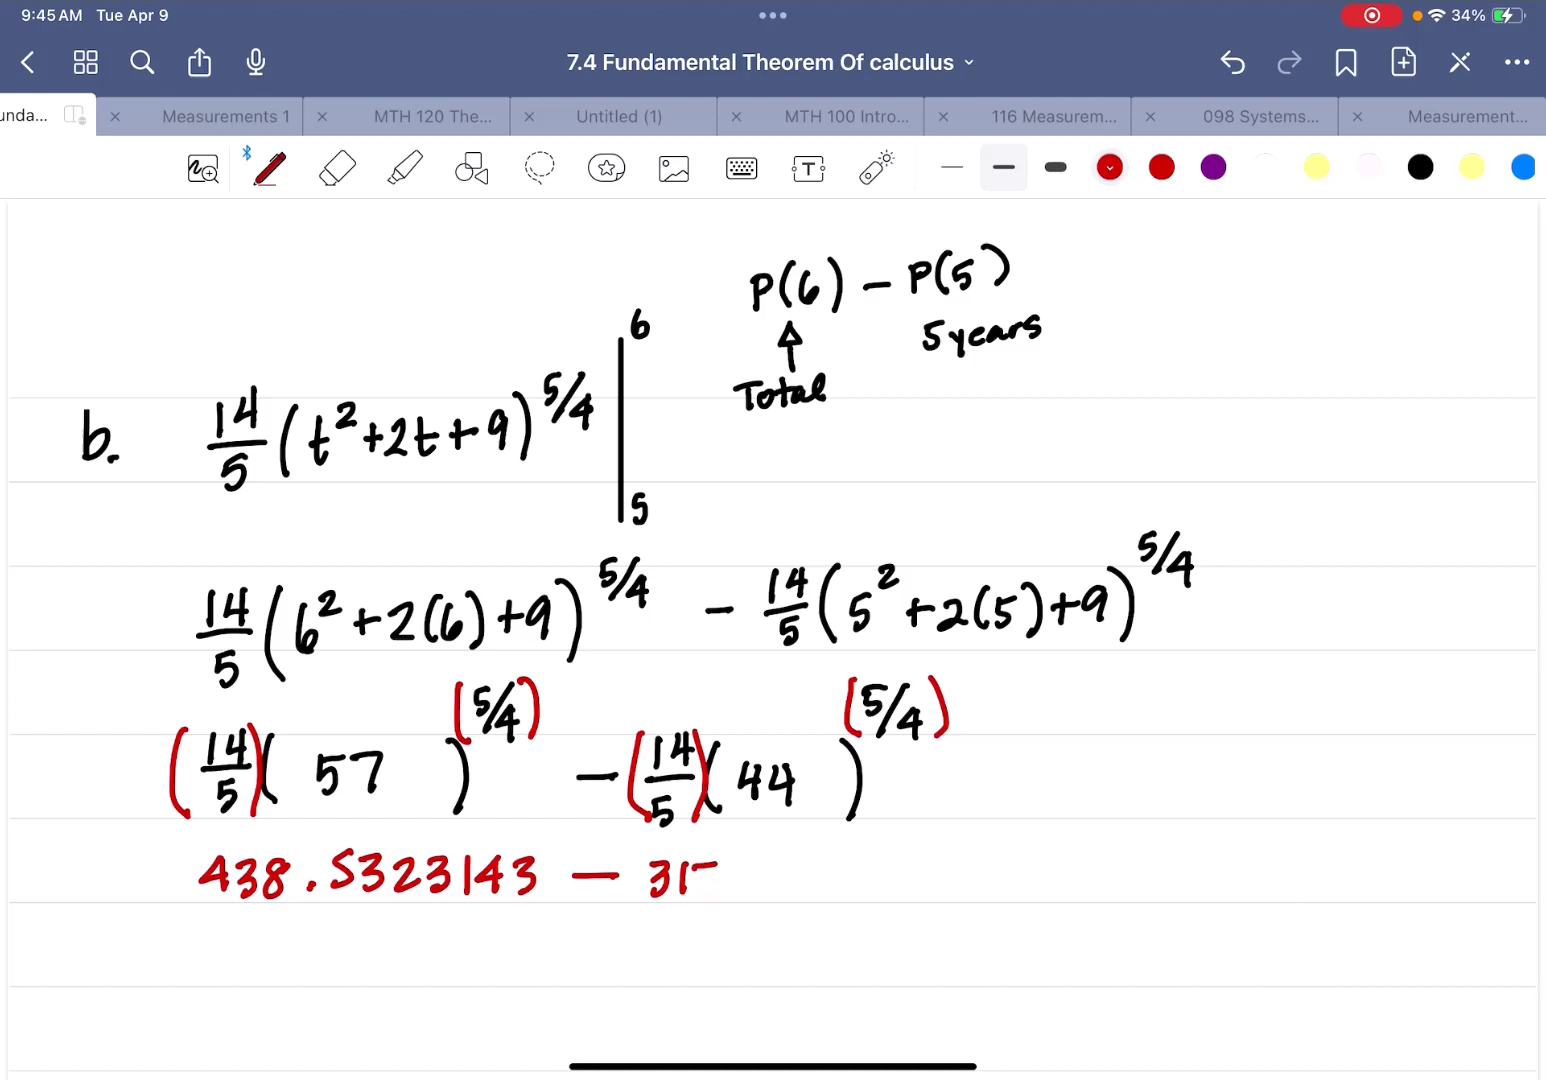 9:45 AM Tue Apr 9
34%
7.4 Fundamental Theorem Of calculus
unda...
Measurements 1
MTH 120 The...
Untitled (1)
MTH 100 Intro...
116 Measurem...
098 Systems...
Measurement...
T
P(6) - P(5)
5 years
Total
b. 14/5 (t² + 2t + 9)^5/4 | 6 5
14/5 (6² + 2(6) + 9)^5/4 - 14/5 (5² + 2(5) + 9)^5/4
(14/5)( 57 )^(5/4) - (14/5)( 44 )^(5/4)
438.5323143 -